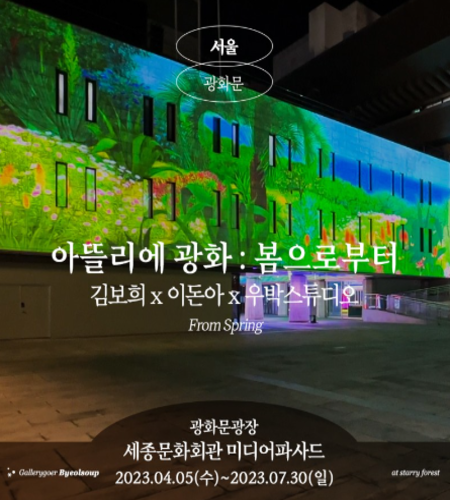 서울
광화문
아뜰리에 광화 : 봄으로부터
김보희 x 이돈아 x 우박스튜디오
From Spring
광화문광장
세종문화회관 미디어파사드
Gallerygoer Byeolsoup
at starry forest
2023.04.05(수)~2023.07.30(일)